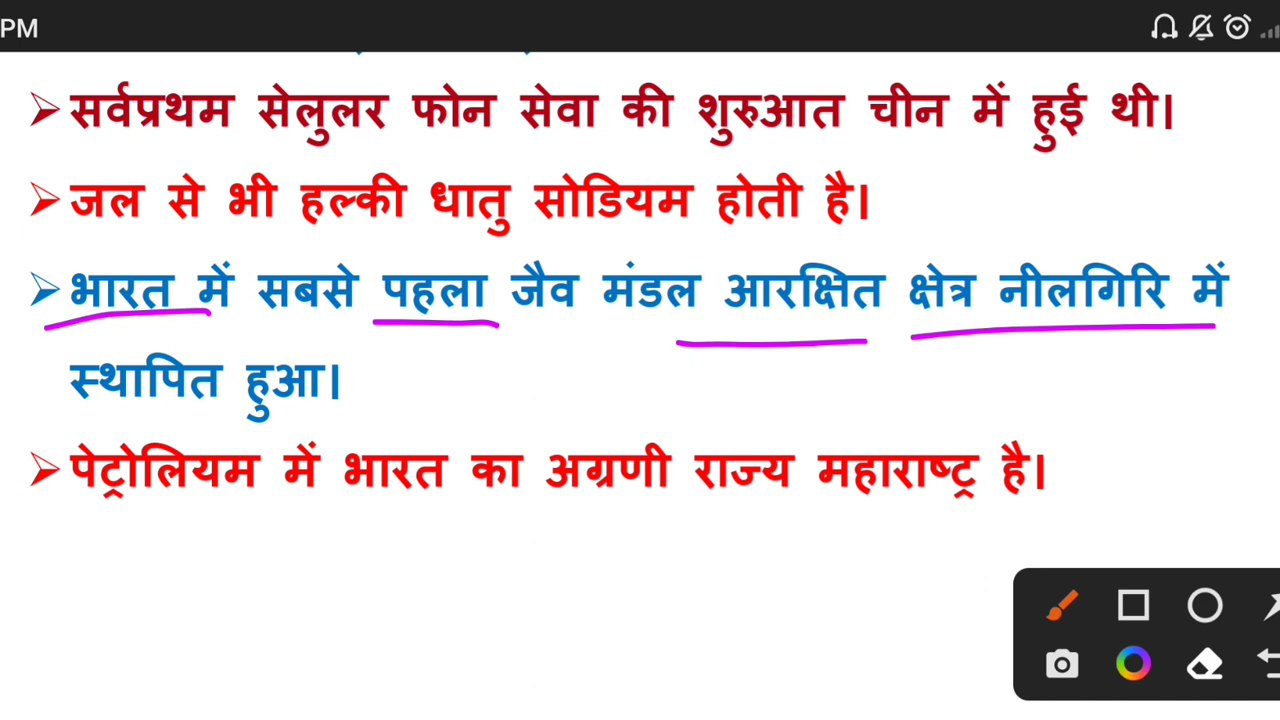 PM
सर्वप्रथम सेलुलर फोन सेवा की शुरुआत चीन में हुई थी।
जल से भी हल्की धातु सोडियम होती है।
भारत में सबसे पहला जैव मंडल आरक्षित क्षेत्र नीलगिरि में
स्थापित हुआ।
पेट्रोलियम में भारत का अग्रणी राज्य महाराष्ट्र है।